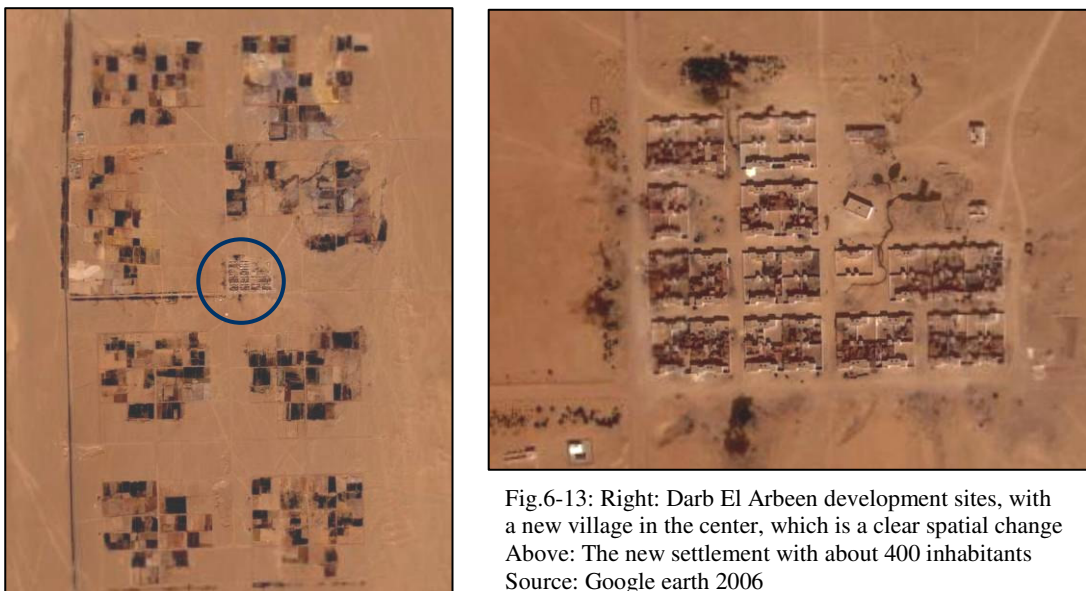 Fig.6-13: Right: Darb El Arbeen development sites, with
a new village in the center, which is a clear spatial change
Above: The new settlement with about 400 inhabitants
Source: Google earth 2006